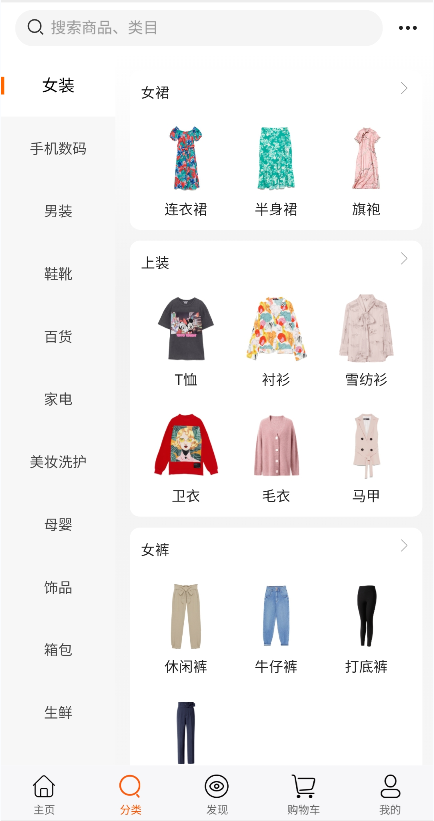 搜索商品、类目
女装
手机数码
男装
鞋靴
百货
家电
美妆洗护
母婴
饰品
箱包
生鲜
女裙
连衣裙
半身裙
旗袍
上装
T恤
衬衫
雪纺衫
卫衣
毛衣
马甲
女裤
休闲裤
牛仔裤
打底裤
主页
分类
发现
购物车
我的